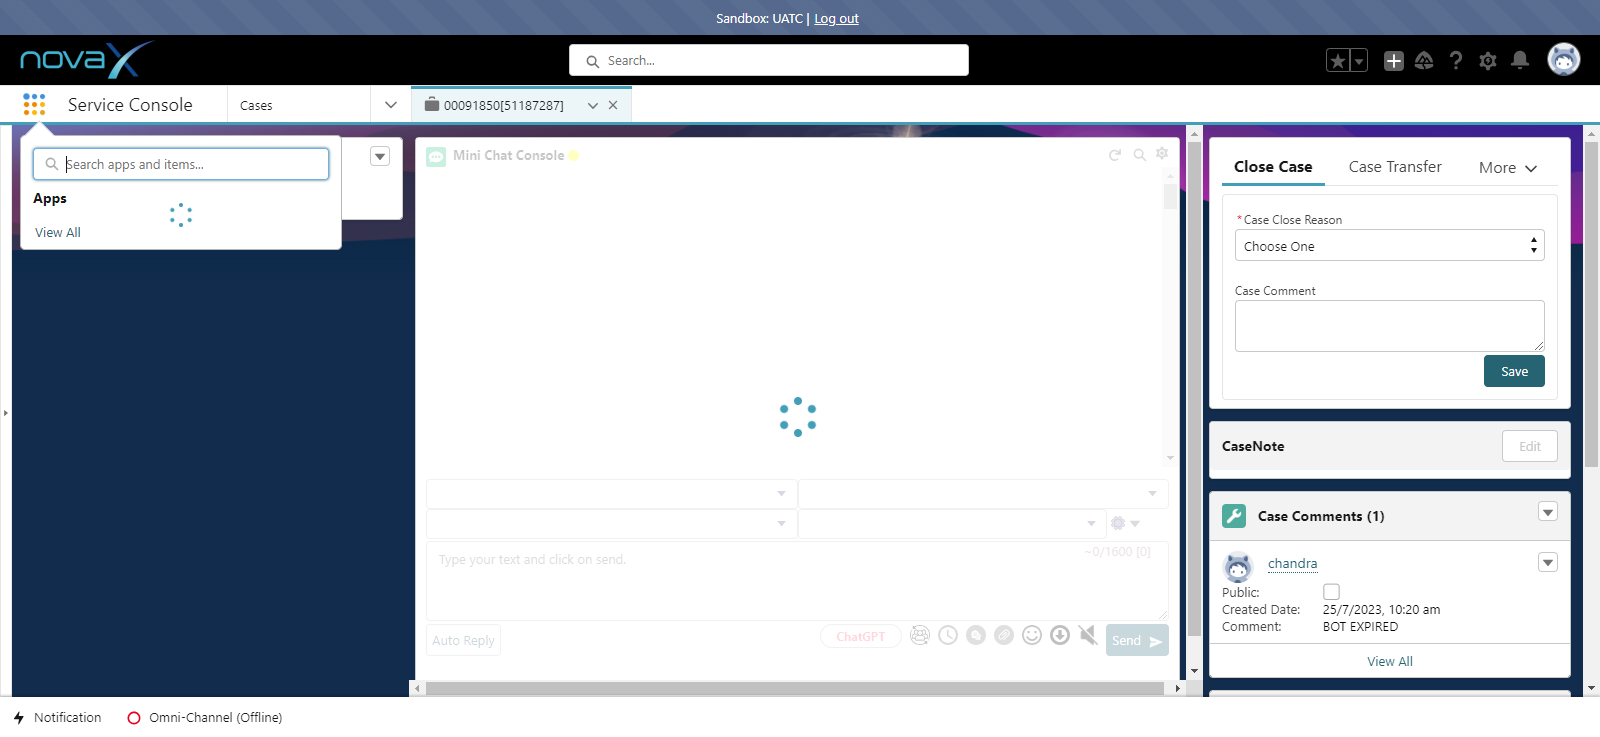 Sandbox: UATC | Log out
novaX
Search...
Service Console
Cases
00091850[51187287]
Search apps and items...
Apps
View All
Mini Chat Console
Type your text and click on send.
~0/1600 [0]
Auto Reply
ChatGPT
Send
Close Case
Case Transfer
More
*Case Close Reason
Choose One
Case Comment
Save
CaseNote
Edit
Case Comments (1)
chandra
Public:
Created Date: 25/7/2023, 10:20 am
Comment: BOT EXPIRED
View All
Notification
Omni-Channel (Offline)